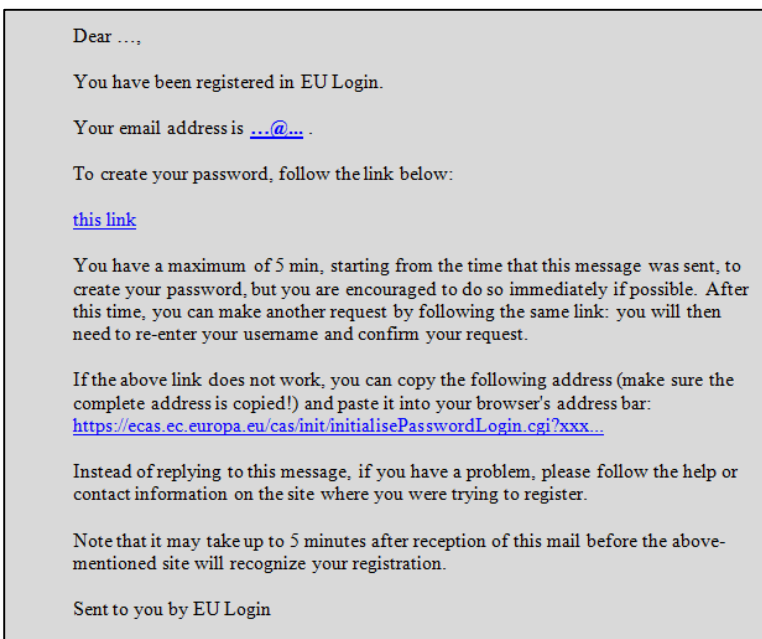 Dear …,
You have been registered in EU Login.
Your email address is …@... .
To create your password, follow the link below:
this link
You have a maximum of 5 min, starting from the time that this message was sent, to
create your password, but you are encouraged to do so immediately if possible. After
this time, you can make another request by following the same link: you will then
need to re-enter your username and confirm your request.
If the above link does not work, you can copy the following address (make sure the
complete address is copied!) and paste it into your browser's address bar:
https://ecas.ec.europa.eu/cas/init/initialisePasswordLogin.cgi?xxx...
Instead of replying to this message, if you have a problem, please follow the help or
contact information on the site where you were trying to register.
Note that it may take up to 5 minutes after reception of this mail before the above-
mentioned site will recognize your registration.
Sent to you by EU Login